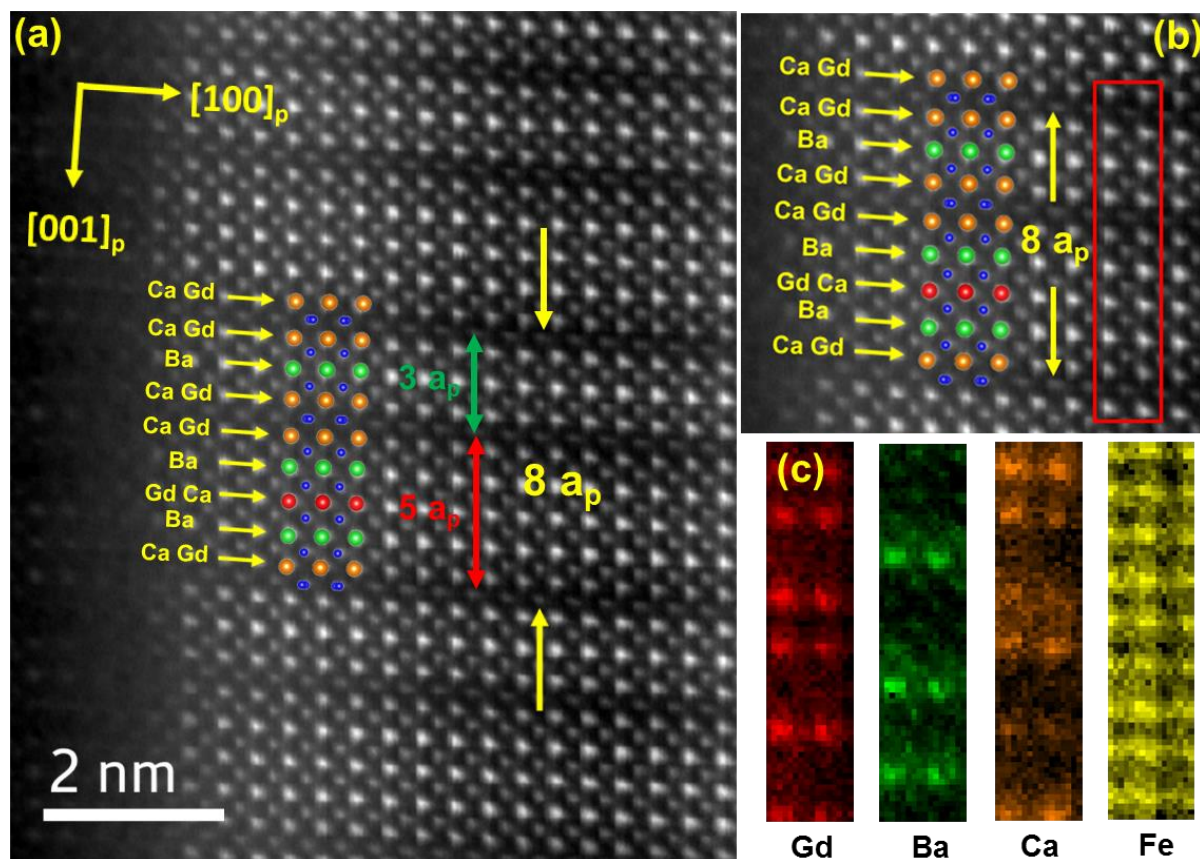 (a)
[100]p
[001]p
Ca Gd
Ca Gd
Ba
Ca Gd
Ca Gd
Ba
Gd Ca
Ba
Ca Gd
3 ap
5 ap
8 ap
2 nm
(b)
Ca Gd
Ca Gd
Ba
Ca Gd
Ca Gd
Ba
Gd Ca
Ba
Ca Gd
8 ap
(c)
Gd Ba Ca Fe